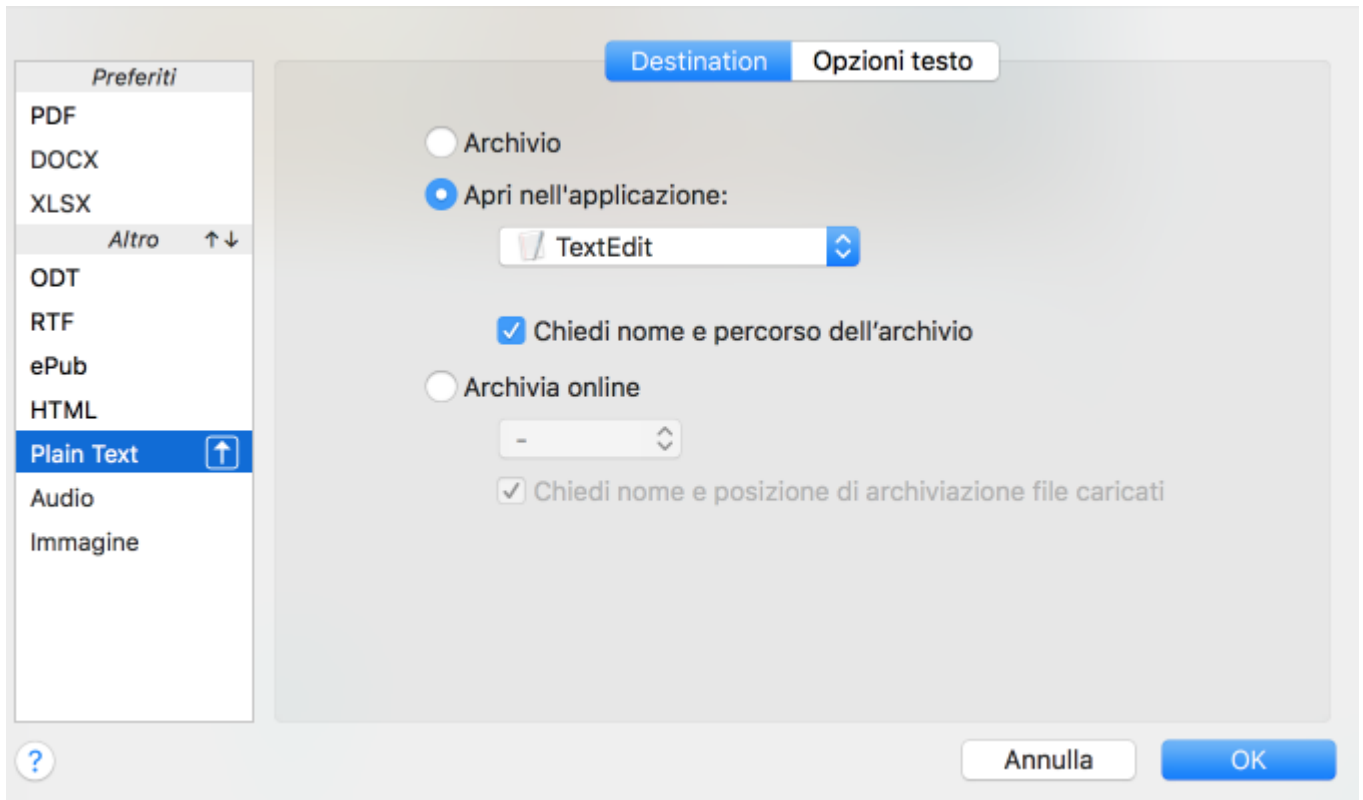 Destination
Opzioni testo
Preferiti
PDF
DOCX
XLSX
Altro ↑↓
ODT
RTF
ePub
HTML
Plain Text
Audio
Immagine
Archivio
Apri nell'applicazione:
TextEdit
Chiedi nome e percorso dell'archivio
Archivia online
-
Chiedi nome e posizione di archiviazione file caricati
?
Annulla
OK